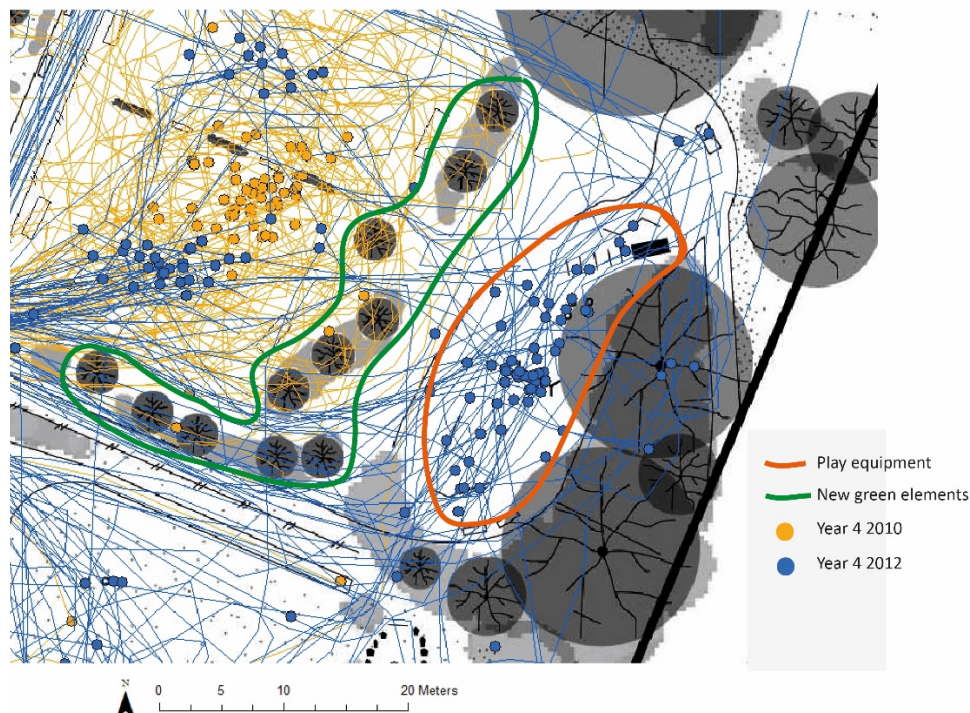 Play equipment
New green elements
Year 4 2010
Year 4 2012
N
0 5 10 20 Meters